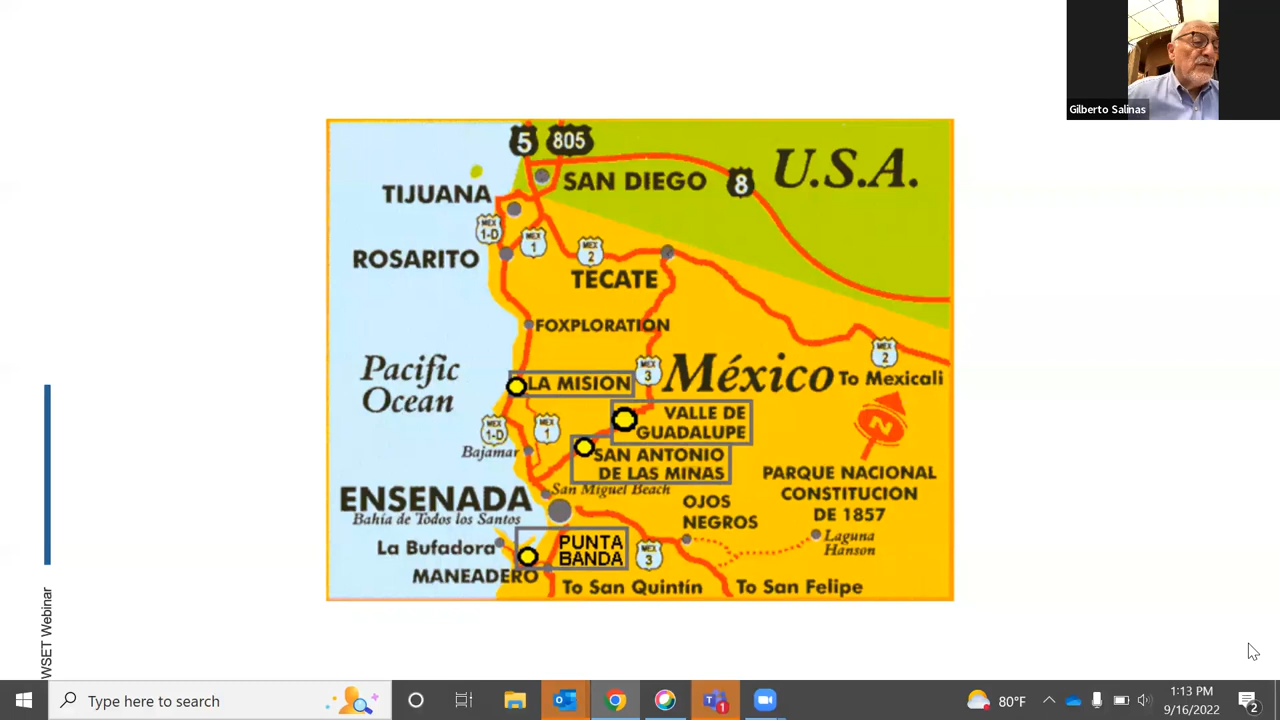 Gilberto Salinas
5 805
U.S.A.
SAN DIEGO
8
TIJUANA
MEX
1-D
MEX
1
MEX
2
ROSARITO
TECATE
FOXPLORATION
Pacific
Ocean
LA MISION
MEX
3
México
MEX
2
To Mexicali
VALLE DE
GUADALUPE
N
MEX
1-D
MEX
1
Bajamar
SAN ANTONIO
DE LAS MINAS
PARQUE NACIONAL
CONSTITUCION
DE 1857
San Miguel Beach
ENSENADA
Bahía de Todos los Santos
OJOS
NEGROS
Laguna
Hanson
La Bufadora
PUNTA
BANDA
MEX
3
MANEADERO
To San Quintín
To San Felipe
WSET Webinar
Type here to search
1
80°F
1:13 PM
9/16/2022
2